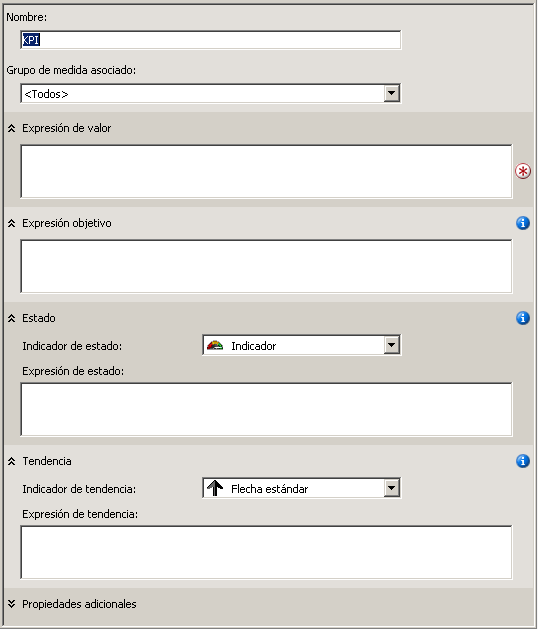 Nombre:
KPI
Grupo de medida asociado:
<Todos>
Expresión de valor
Expresión objetivo
Estado
Indicador de estado: Indicador
Expresión de estado:
Tendencia
Indicador de tendencia: Flecha estándar
Expresión de tendencia:
Propiedades adicionales